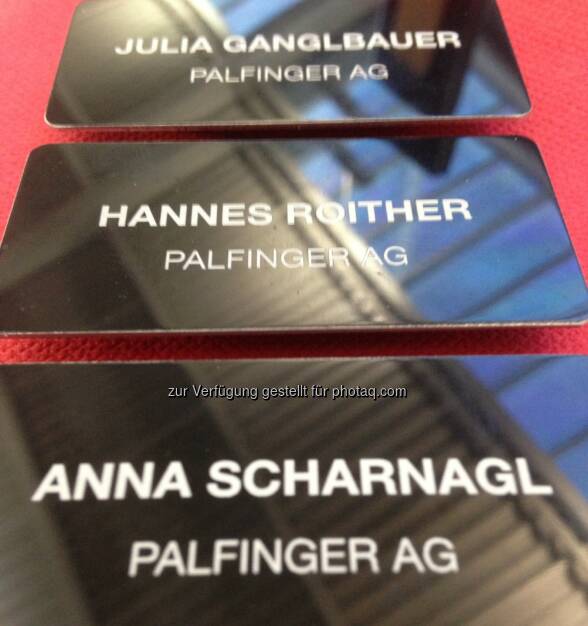 JULIA GANGLBAUER
PALFINGER AG
HANNES ROITHER
PALFINGER AG
zur Verfügung gestellt für photaq.com
ANNA SCHARNAGL
PALFINGER AG